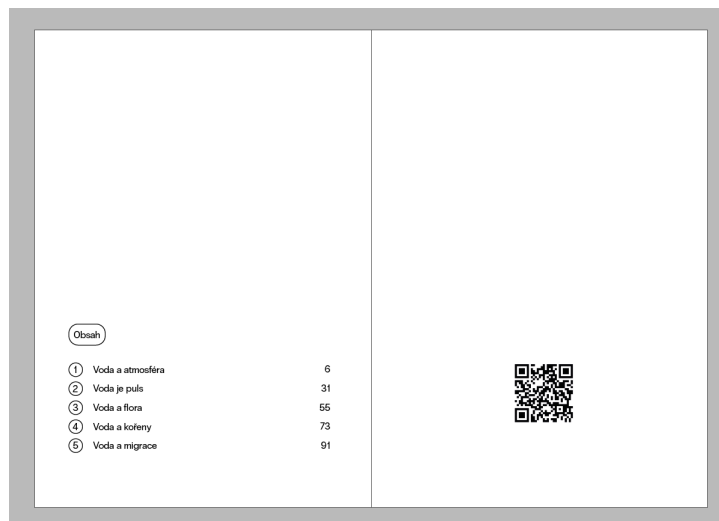 Obsah
1 Voda a atmosféra 6
2 Voda je puls 31
3 Voda a flora 55
4 Voda a kořeny 73
5 Voda a migrace 91